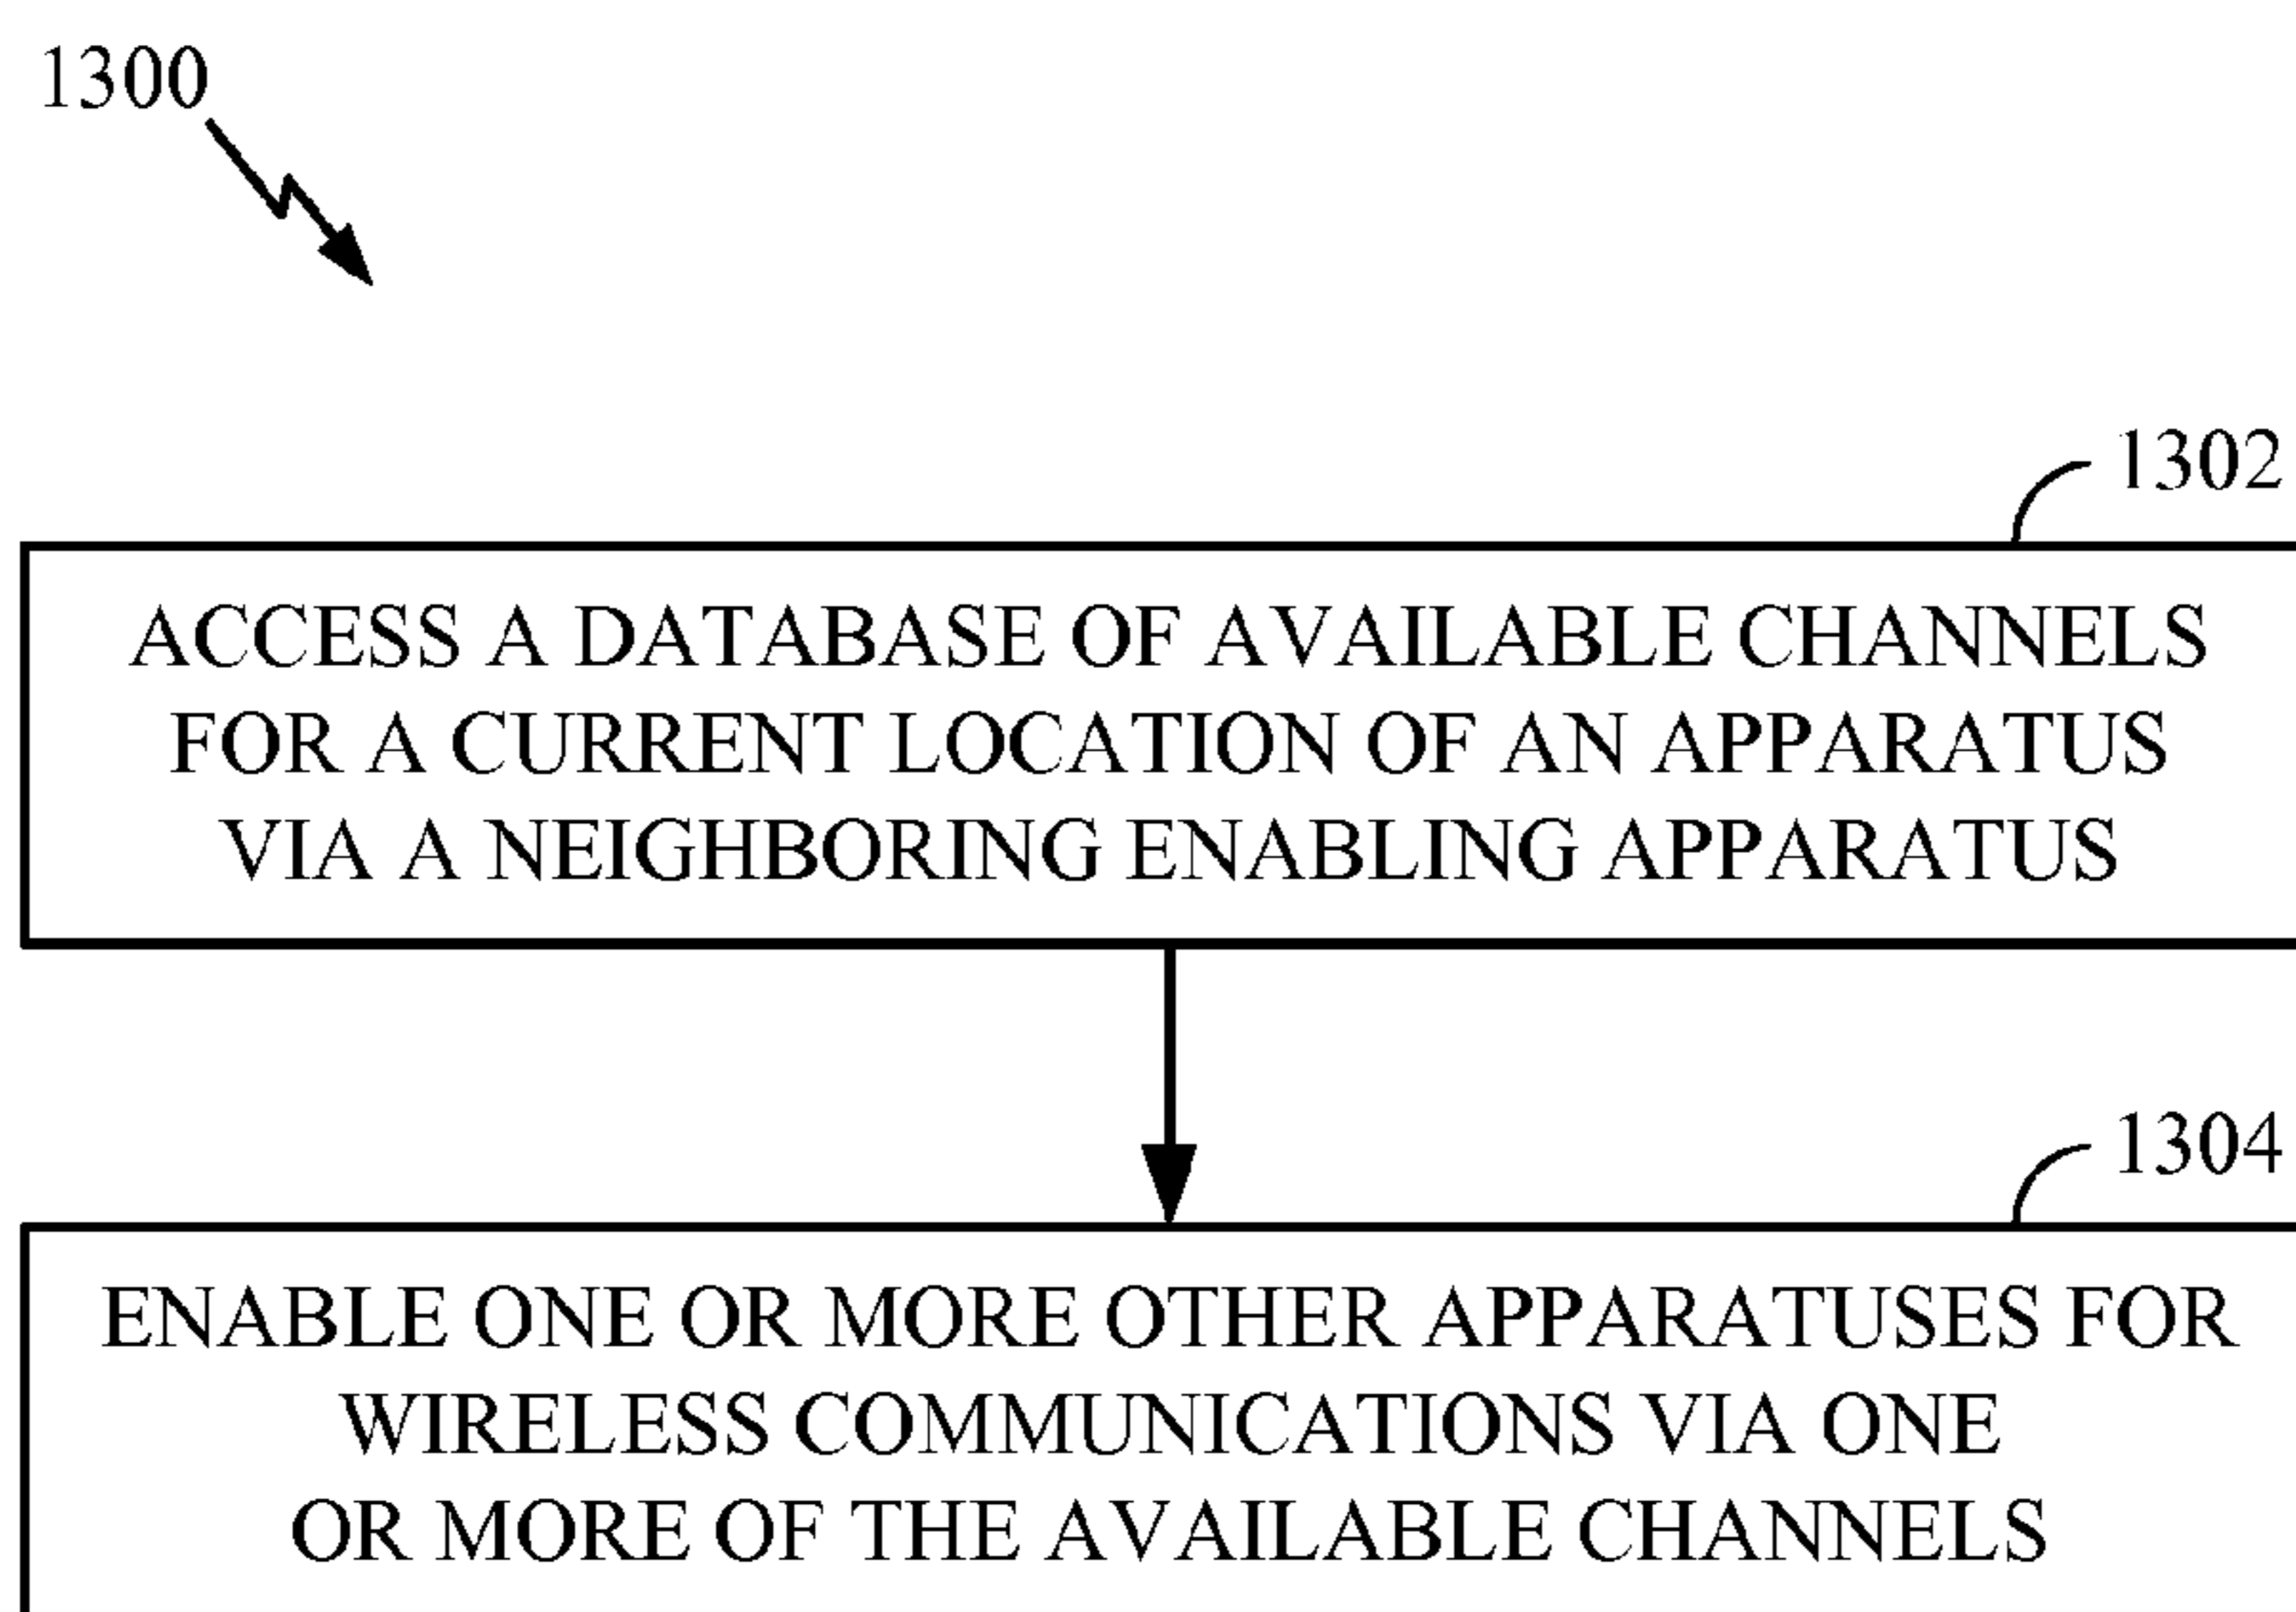 1300
1302
ACCESS A DATABASE OF AVAILABLE CHANNELS
FOR A CURRENT LOCATION OF AN APPARATUS
VIA A NEIGHBORING ENABLING APPARATUS
1304
ENABLE ONE OR MORE OTHER APPARATUSES FOR
WIRELESS COMMUNICATIONS VIA ONE
OR MORE OF THE AVAILABLE CHANNELS